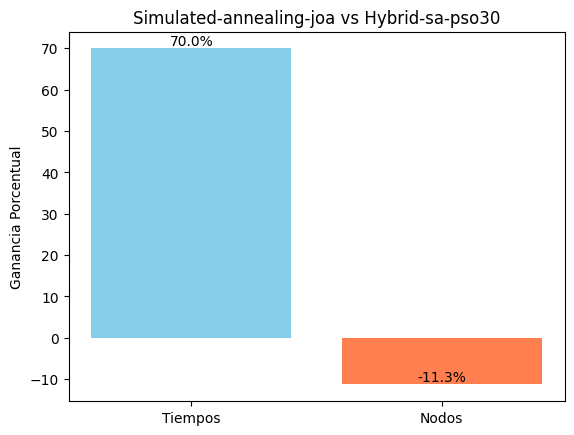 Simulated-annealing-joa vs Hybrid-sa-pso30
Ganancia Porcentual
70
60
50
40
30
20
10
0
−10
70.0%
-11.3%
Tiempos
Nodos